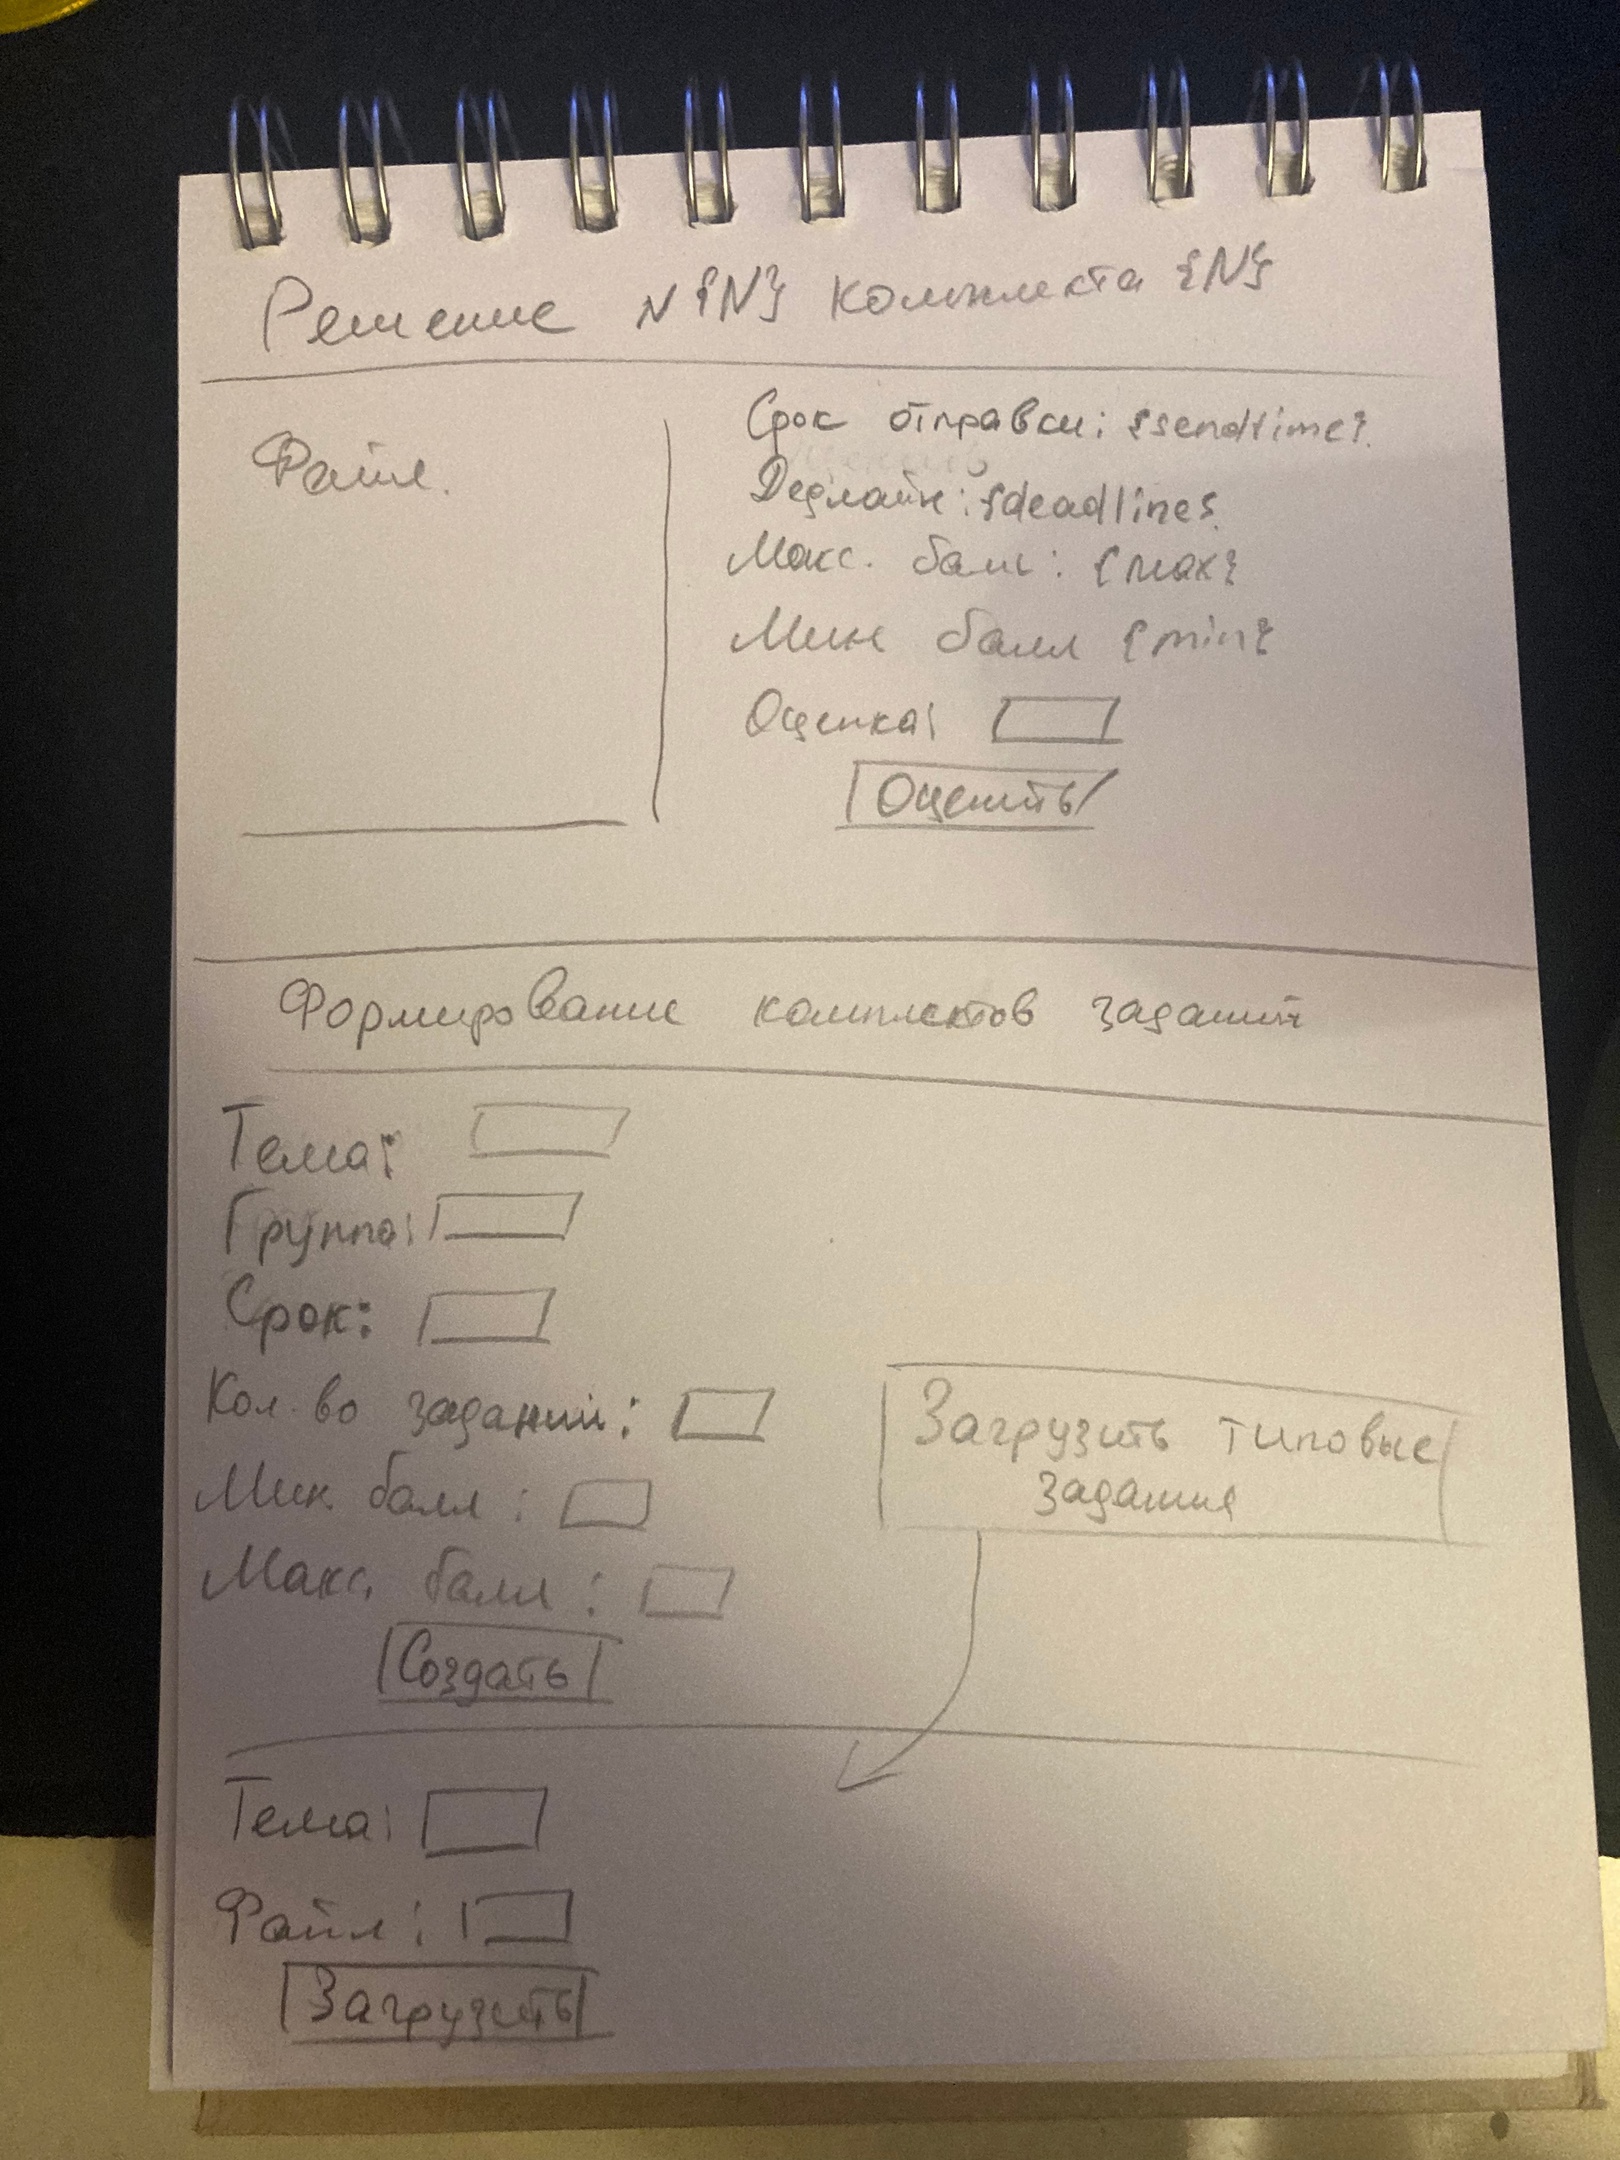 Решение N {N} комплекта {N}
Файл.
Срок отправки: {sendtime}.
Дедлайн: {deadline}.
Макс. балл: {max}
Мин балл {min}
Оценка:
Оценить
Формирование комплектов заданий
Тема:
Группа:
Срок:
Кол-во заданий:
Мин. балл:
Макс. балл:
Создать
Загрузить типовые
задания
Тема:
Файл:
Загрузить